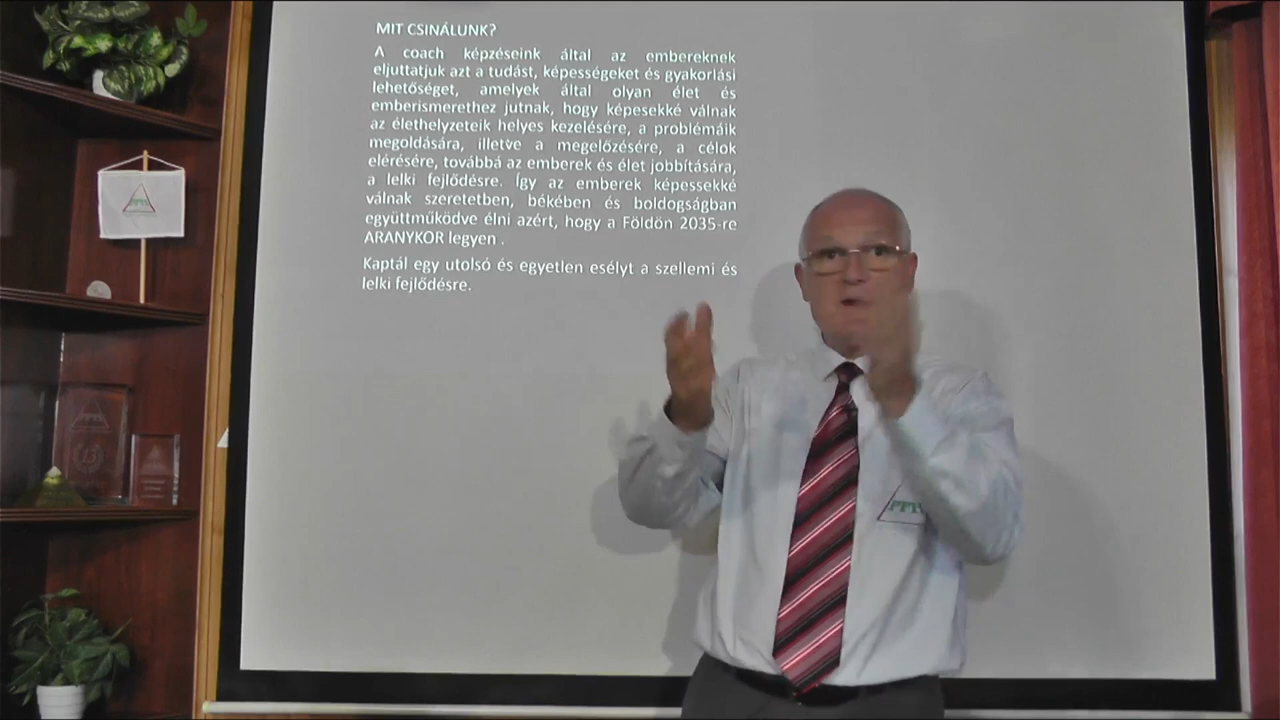 MIT CSINÁLUNK?
A coach képzéseink által az embereknek
eljuttatjuk azt a tudást, képességeket és gyakorlási
lehetőséget, amelyek által olyan élet és
emberismerethez jutnak, hogy képesekké válnak
az élethelyzeteik helyes kezelésére, a problémáik
megoldására, illetve a megelőzésére, a célok
elérésére, továbbá az emberek és élet jobbítására,
a lelki fejlődésre. Így az emberek képessekké
válnak szeretetben, békében és boldogságban
együttműködve élni azért, hogy a Földön 2035-re
ARANYKOR legyen .
Kaptál egy utolsó és egyetlen esélyt a szellemi és
lelki fejlődésre.
13